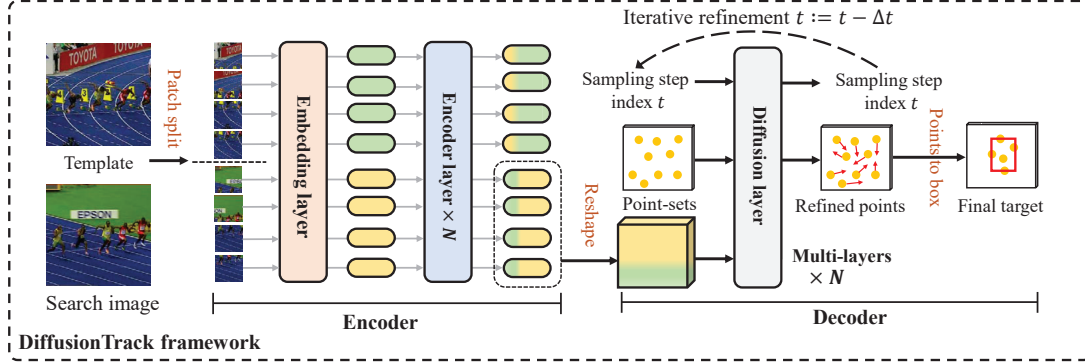 Iterative refinement t := t − Δt
TOYOTA
Template
EPSON
Search image
Patch split
Embedding layer
Encoder layer × N
Encoder
Reshape
Sampling step
index t
Point-sets
Diffusion layer
Sampling step
index t
Refined points
Multi-layers
× N
Points to box
Final target
Decoder
DiffusionTrack framework